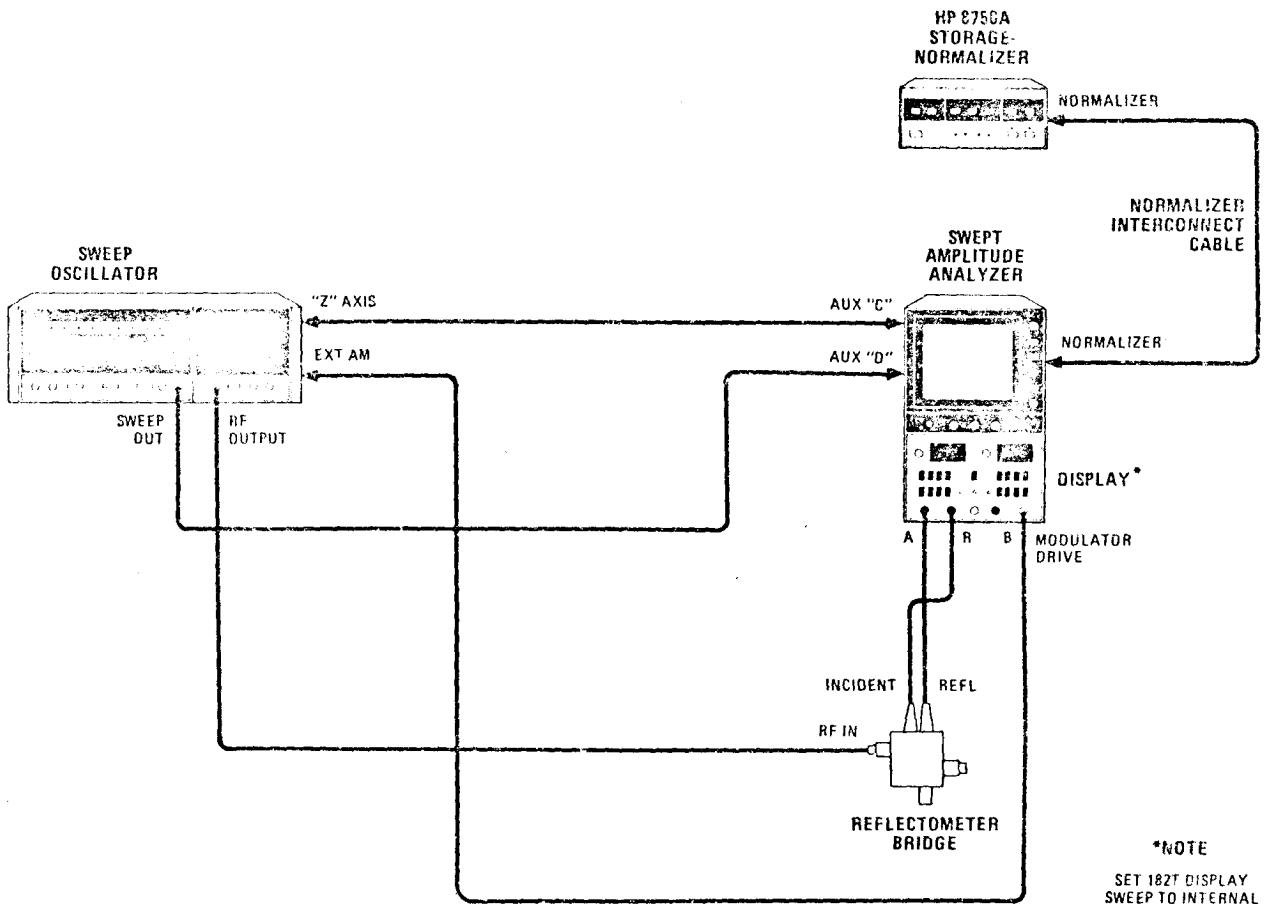 HP 8750A
STORAGE-
NORMALIZER
NORMALIZER
NORMALIZER
INTERCONNECT
CABLE
SWEEP
OSCILLATOR
SWEPT
AMPLITUDE
ANALYZER
"Z" AXIS
AUX "C"
EXT AM
AUX "D"
NORMALIZER
SWEEP
OUT
RF
OUTPUT
DISPLAY*
A
R
B
MODULATOR
DRIVE
INCIDENT
REFL
RF IN
REFLECTOMETER
BRIDGE
*NOTE
SET 182T DISPLAY
SWEEP TO INTERNAL